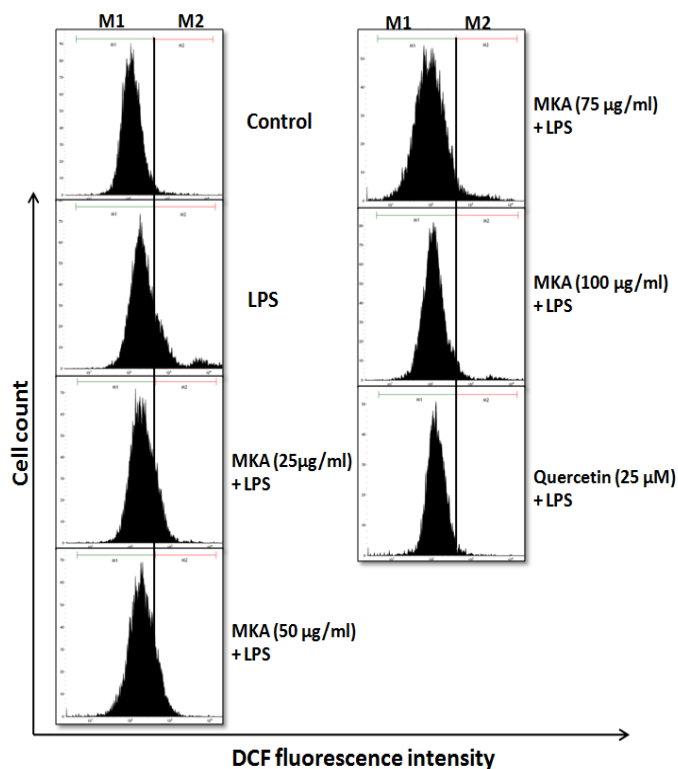 M1 M2
Control
LPS
MKA (25µg/ml)
+ LPS
MKA (50 µg/ml)
+ LPS
M1 M2
MKA (75 µg/ml)
+ LPS
MKA (100 µg/ml)
+ LPS
Quercetin (25 µM)
+ LPS
Cell count
DCF fluorescence intensity